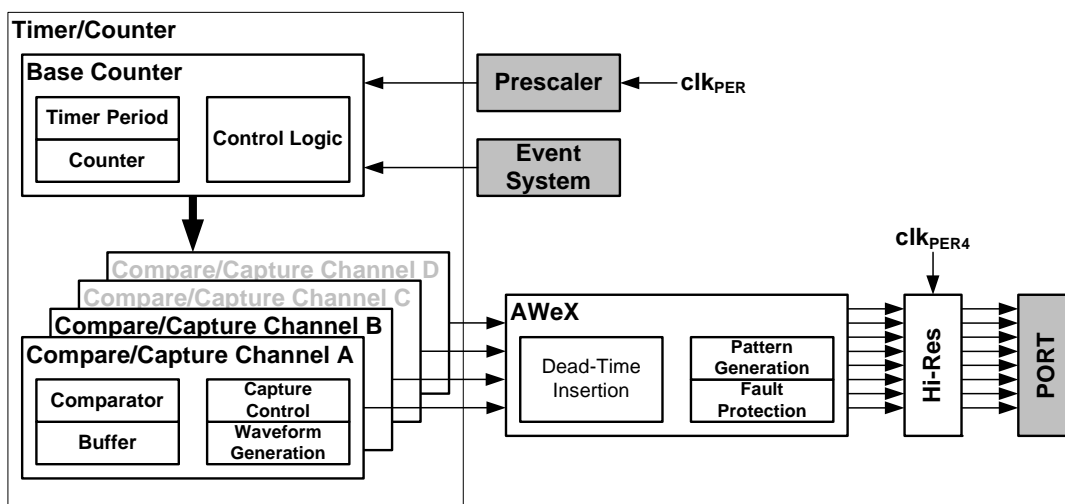 Timer/Counter
Base Counter
Timer Period
Counter
Control Logic
Prescaler
clkPER
Event
System
Compare/Capture Channel D
Compare/Capture Channel C
Compare/Capture Channel B
Compare/Capture Channel A
Comparator
Buffer
Capture
Control
Waveform
Generation
AWeX
Dead-Time
Insertion
Pattern
Generation
Fault
Protection
clkPER4
Hi-Res
PORT